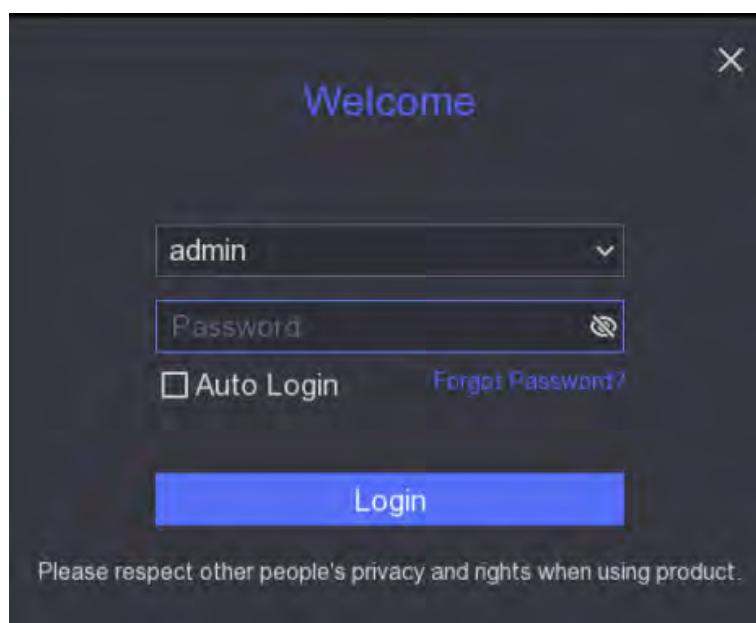 Welcome
admin
Password
Auto Login Forgot Password?
Login
Please respect other people's privacy and rights when using product.